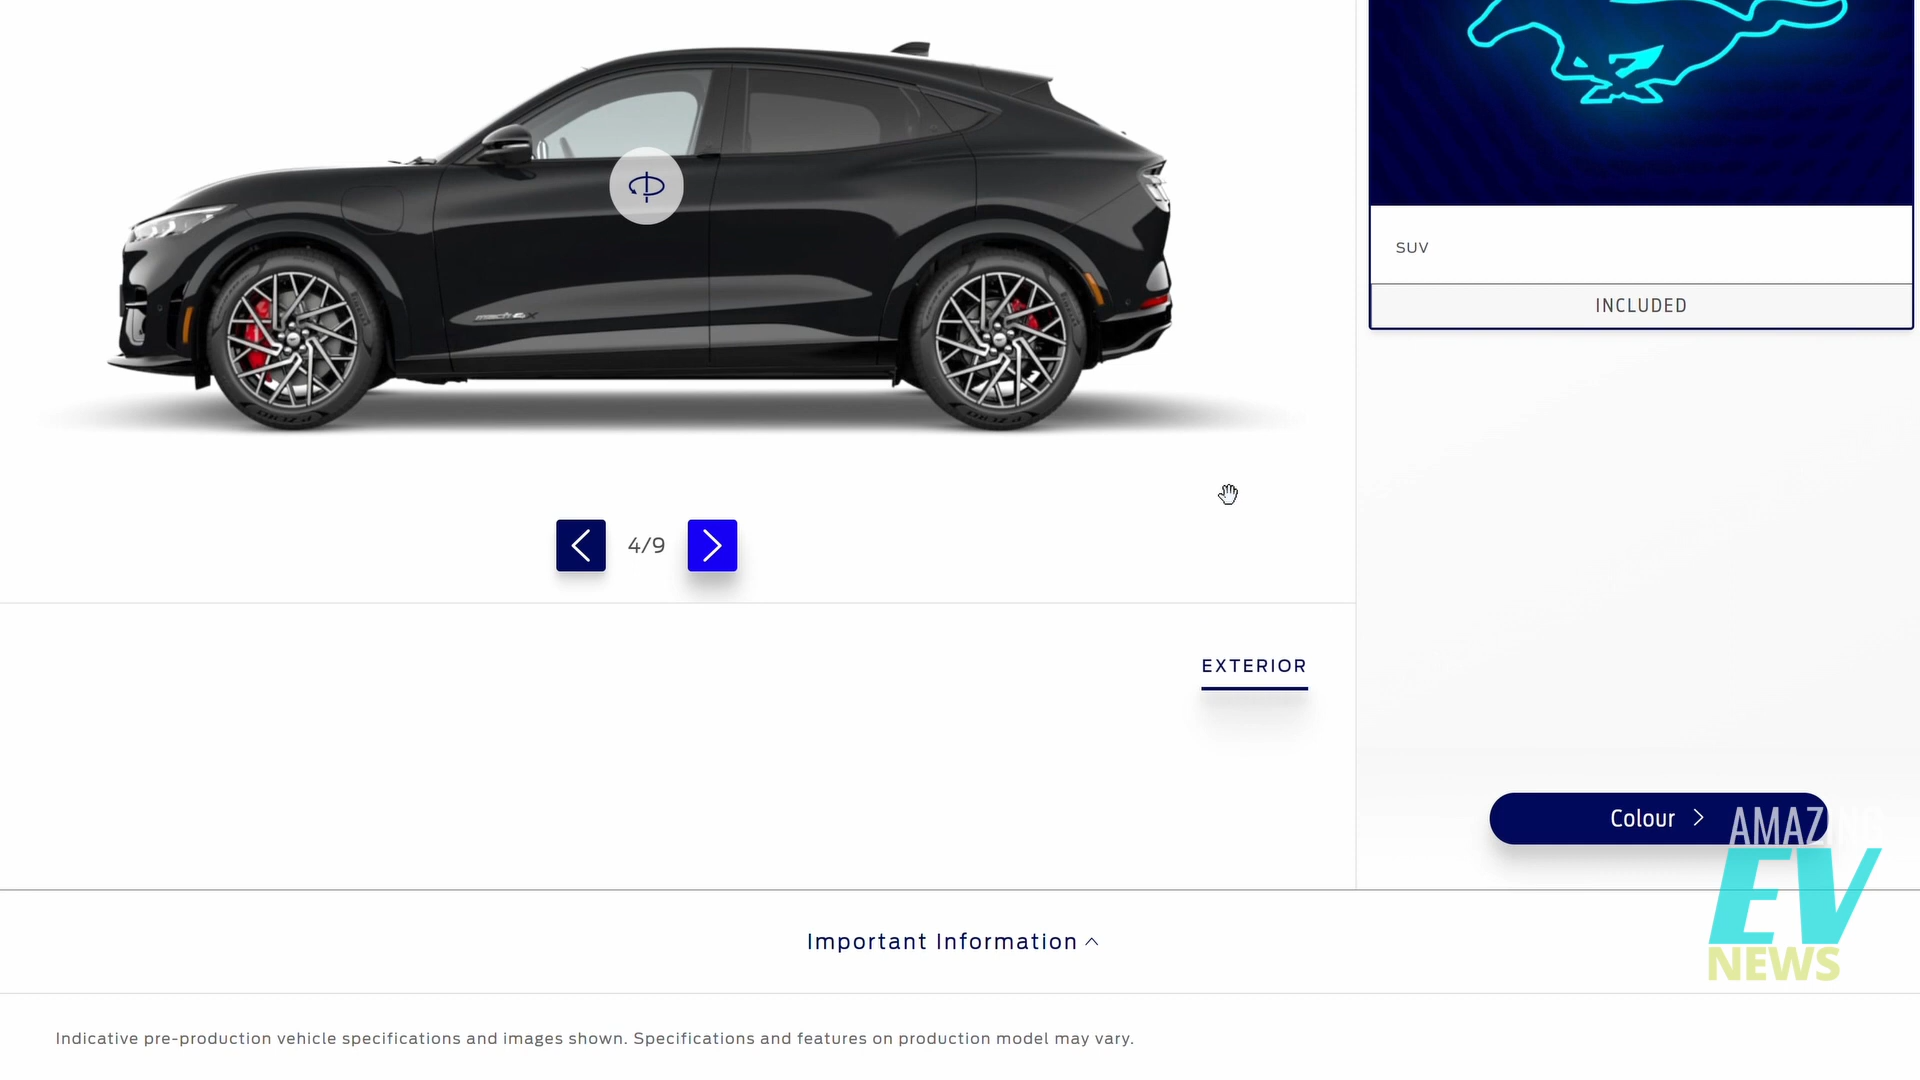 SUV
INCLUDED
4/9
EXTERIOR
Colour
AMAZING
EV
NEWS
Important Information
Indicative pre-production vehicle specifications and images shown. Specifications and features on production model may vary.